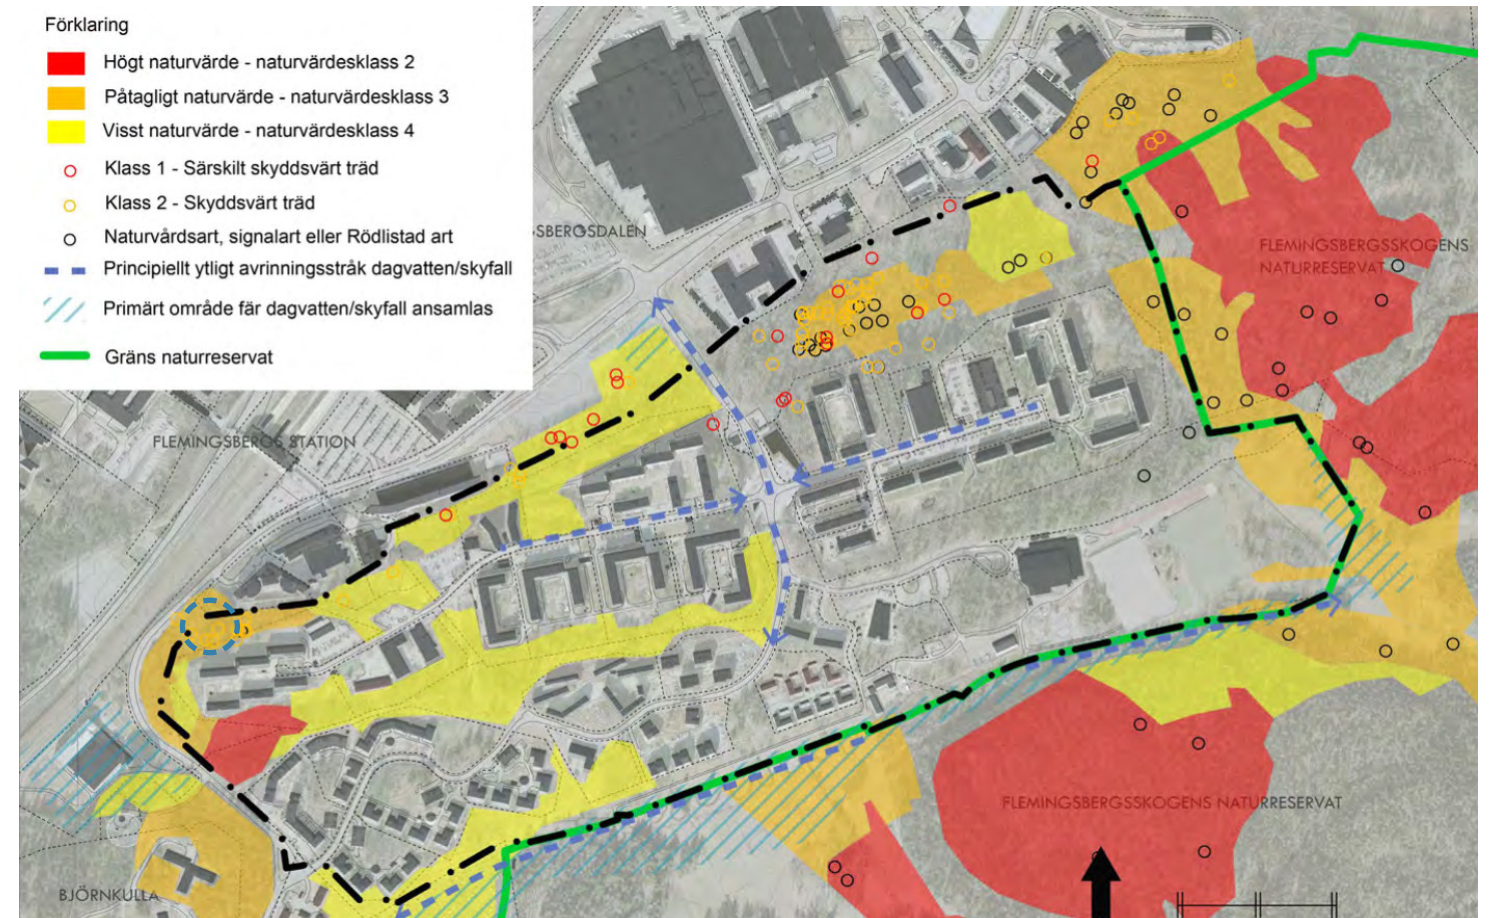 Förklaring
Högt naturvärde - naturvärdesklass 2
Påtagligt naturvärde - naturvärdesklass 3
Visst naturvärde - naturvärdesklass 4
Klass 1 - Särskilt skyddsvärt träd
Klass 2 - Skyddsvärt träd
Naturvårdsart, signalart eller Rödlistad art
Principiellt ytligt avrinningsstråk dagvatten/skyfall
Primärt område fär dagvatten/skyfall ansamlas
Gräns naturreservat
SBERGSDALEN
FLEMINGSBERGSSKOGENS
NATURRESERVAT
FLEMINGSBERGS STATION
FLEMINGSBERGSSKOGENS NATURRESERVAT
BJÖRNKULLA